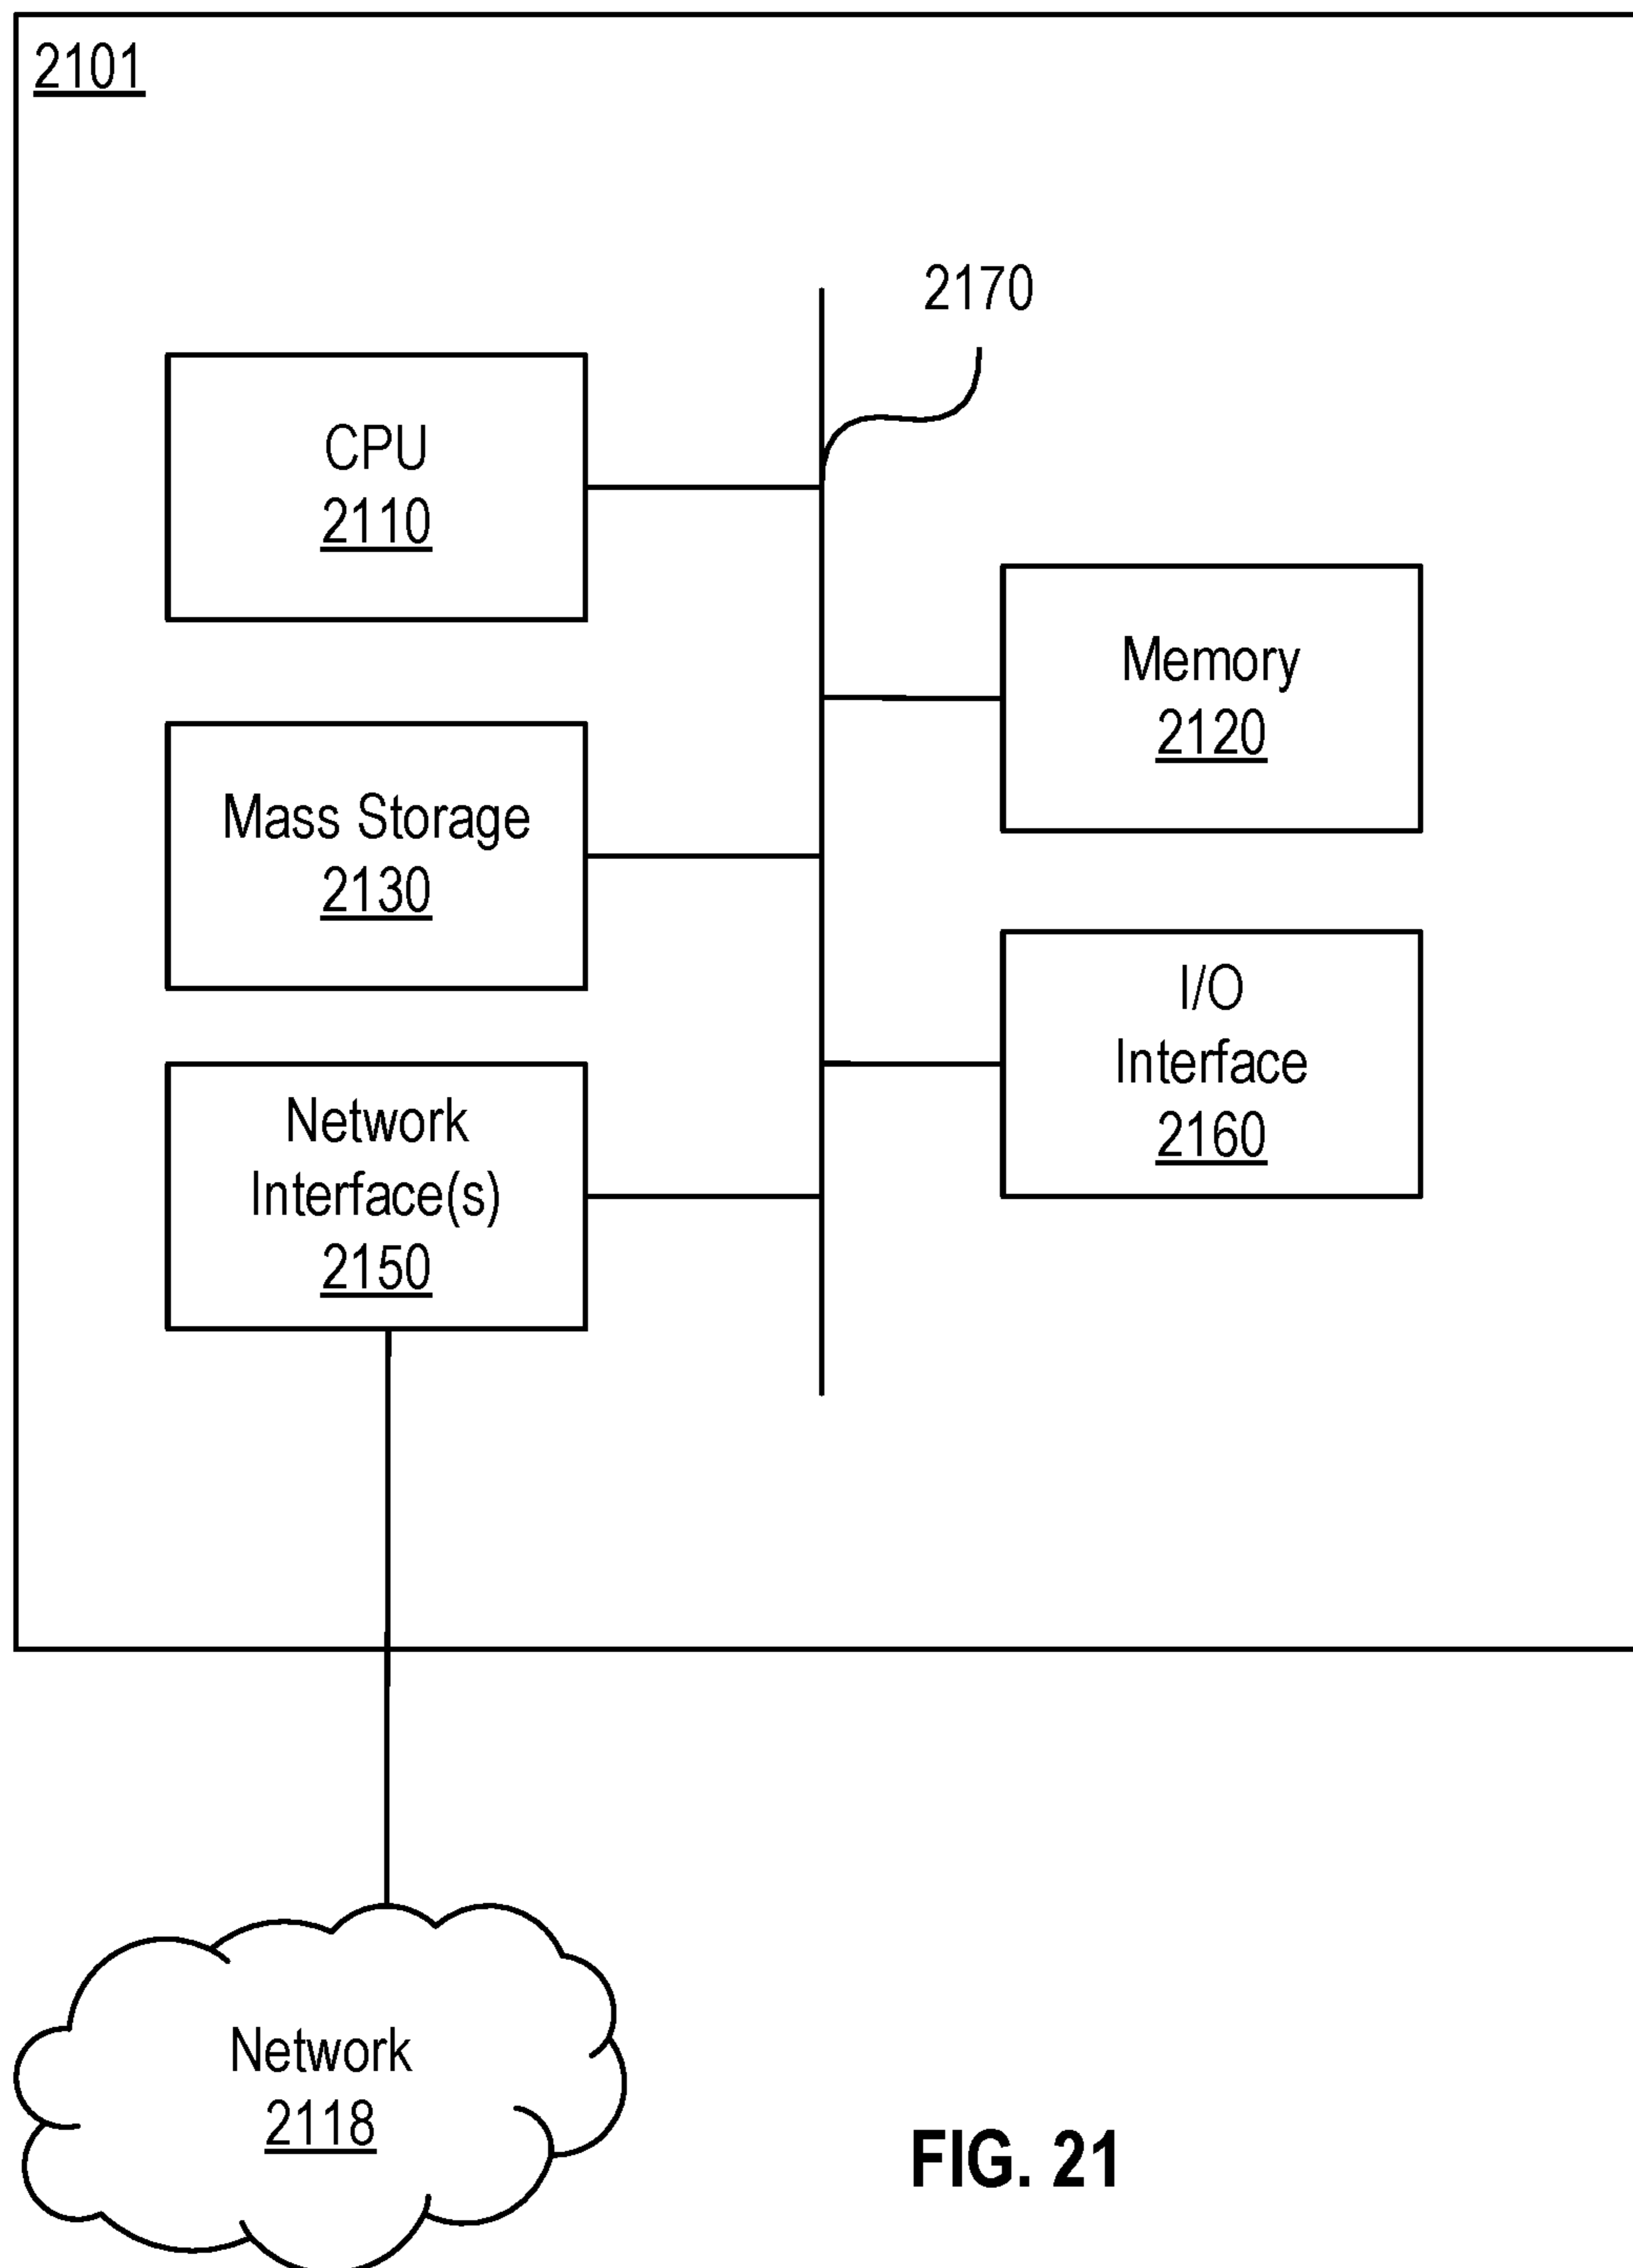 2101
2170
CPU
2110
Memory
2120
Mass Storage
2130
I/O
Interface
2160
Network
Interface(s)
2150
Network
2118
FIG. 21